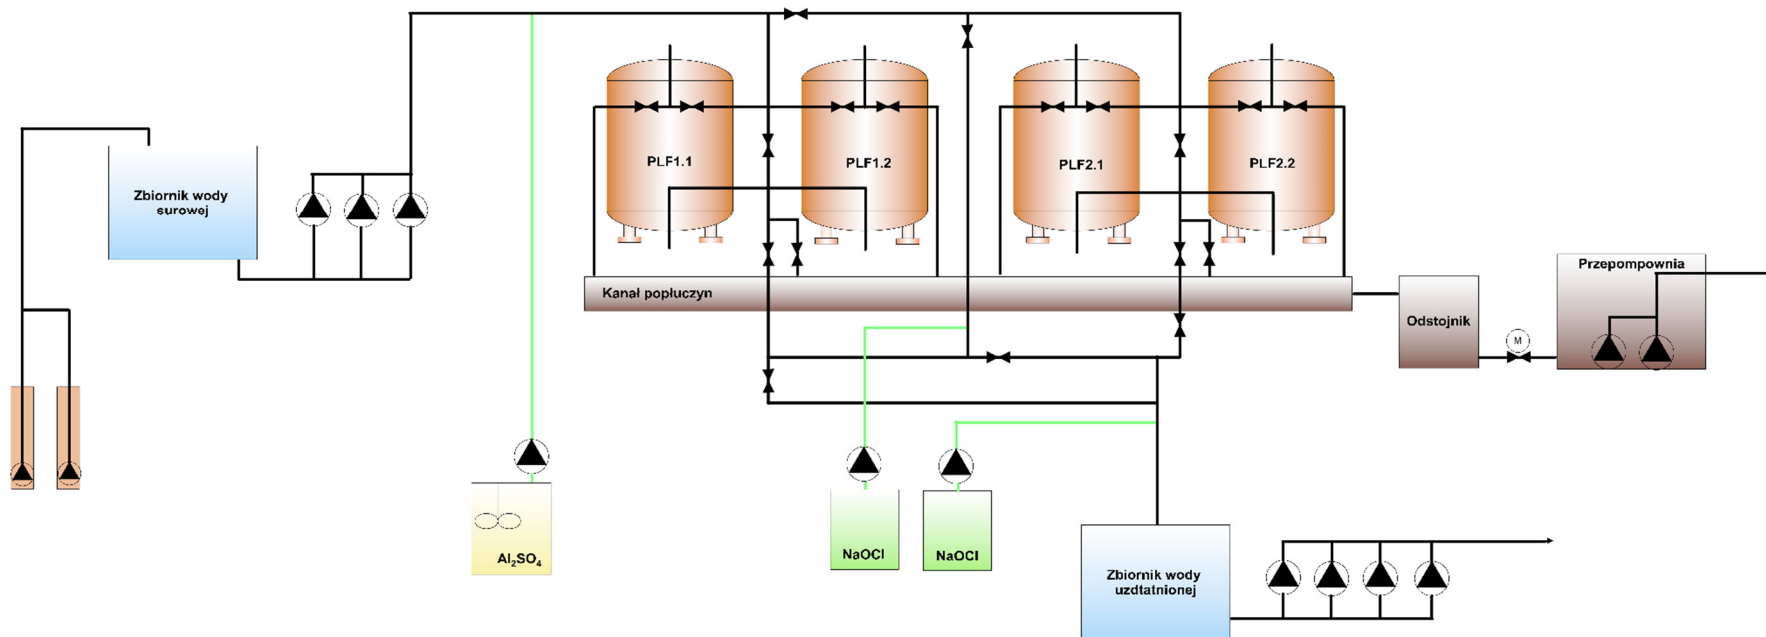 PLF1.1
PLF1.2
PLF2.1
PLF2.2
Zbiornik wody
surowej
Kanał popłuczyn
Przepompownia
Odstojnik
M
Al₂SO₄
NaOCl
NaOCl
Zbiornik wody
uzdtatnionej